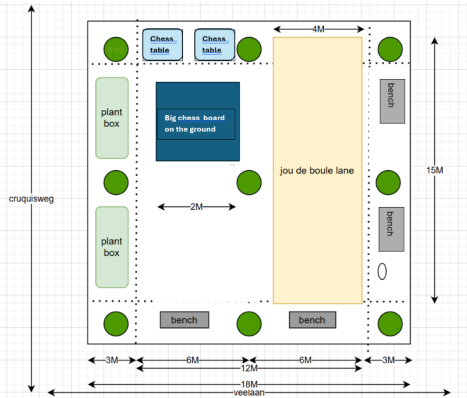 4M
Chess
table
Chess
table
plant
box
bench
Big chess board
on the ground
jou de boule lane
15M
cruquisweg
2M
plant
box
bench
bench
bench
3M
6M
6M
3M
12M
18M
veelaan